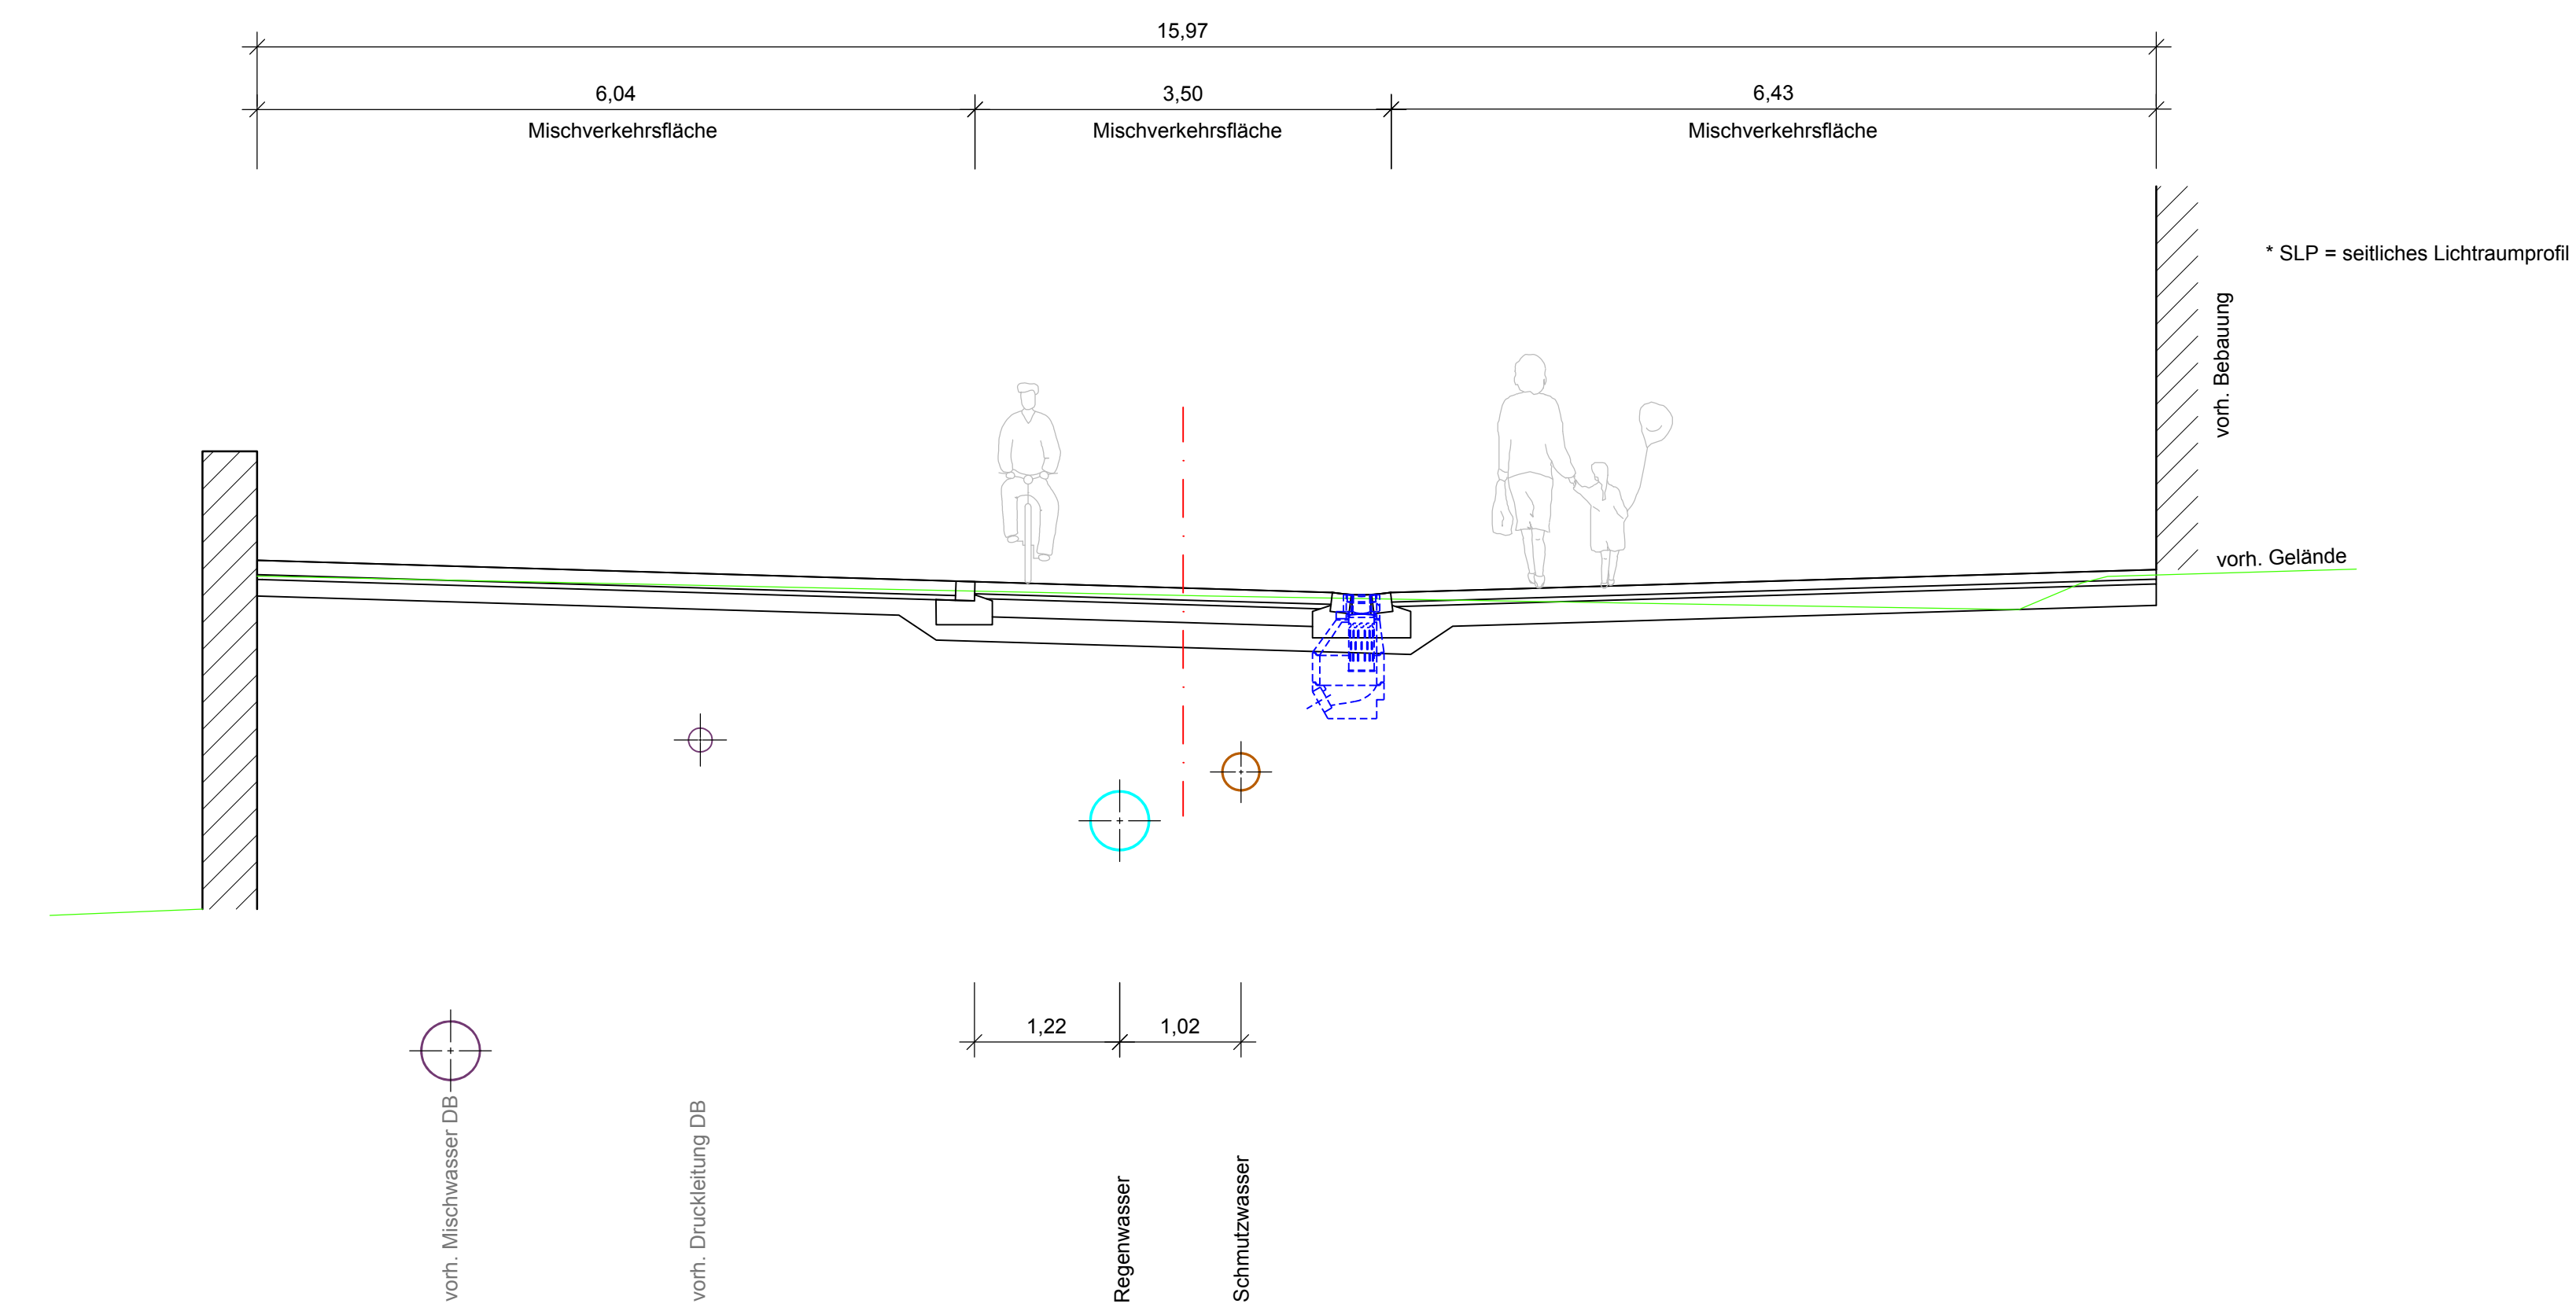 15,97
6,04
3,50
6,43
Mischverkehrsfläche
Mischverkehrsfläche
Mischverkehrsfläche
* SLP = seitliches Lichtraumprofil
vorh. Bebauung
vorh. Gelände
1,22
1,02
vorh. Mischwasser DB
vorh. Druckleitung DB
Regenwasser
Schmutzwasser